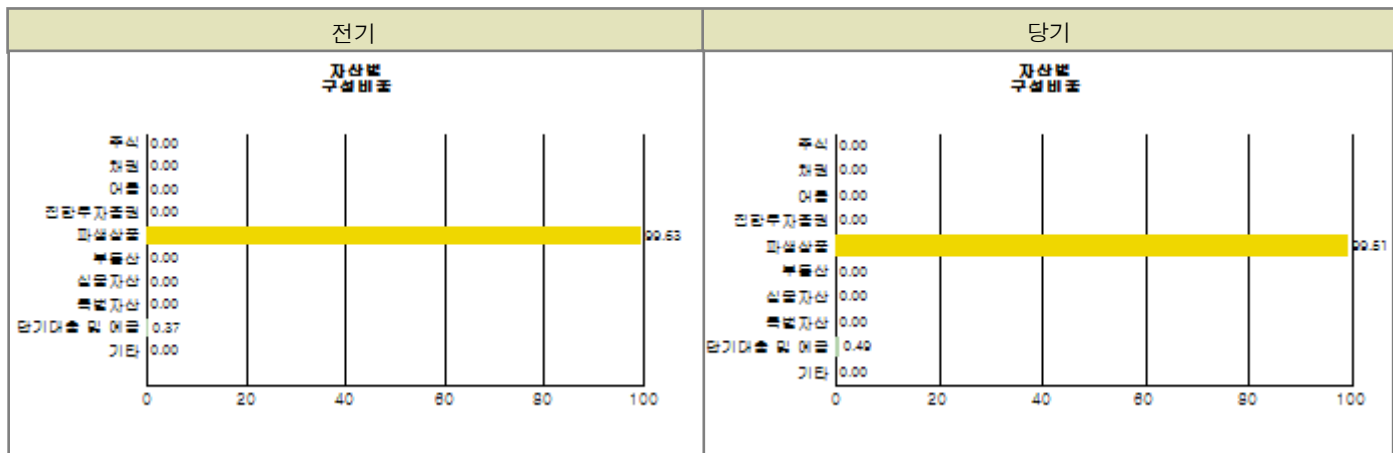 전기
당기
자산별
구성비중
주식 0.00
채권 0.00
어음 0.00
집합투자증권 0.00
파생상품 99.63
부동산 0.00
실물자산 0.00
특별자산 0.00
단기대출 및 예금 0.37
기타 0.00
0 20 40 60 80 100
자산별
구성비중
주식 0.00
채권 0.00
어음 0.00
집합투자증권 0.00
파생상품 99.51
부동산 0.00
실물자산 0.00
특별자산 0.00
단기대출 및 예금 0.49
기타 0.00
0 20 40 60 80 100